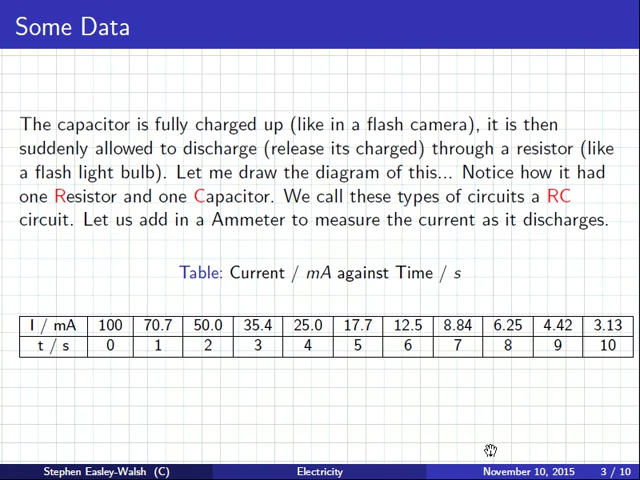 Some Data
The capacitor is fully charged up (like in a flash camera), it is then
suddenly allowed to discharge (release its charged) through a resistor (like
a flash light bulb). Let me draw the diagram of this... Notice how it had
one Resistor and one Capacitor. We call these types of circuits a RC
circuit. Let us add in a Ammeter to measure the current as it discharges.
Table: Current / mA against Time / s
I / mA 100 70.7 50.0 35.4 25.0 17.7 12.5 8.84 6.25 4.42 3.13
t / s 0 1 2 3 4 5 6 7 8 9 10
Stephen Easley-Walsh (C) Electricity November 10, 2015 3 / 10